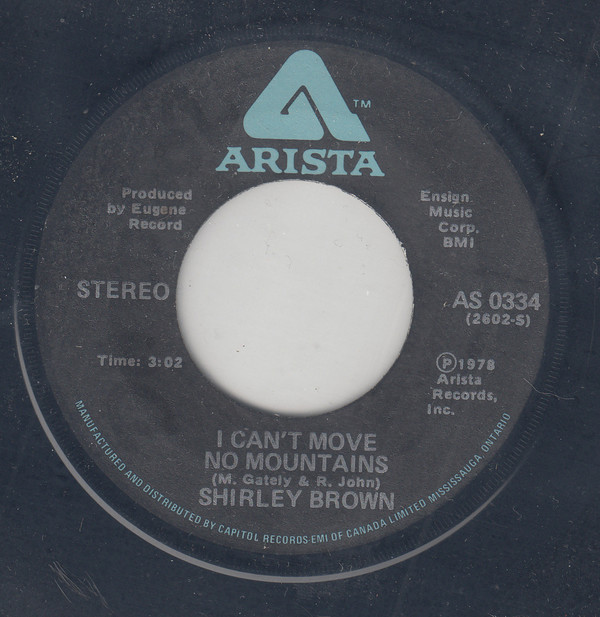 TM
ARISTA
Produced
by Eugene
Record
Ensign
Music
Corp.
BMI
STEREO
AS 0334
(2602-S)
Time: 3:02
Ⓟ1978
Arista
Records,
Inc.
I CAN'T MOVE
NO MOUNTAINS
(M. Gately & R. John)
SHIRLEY BROWN
MANUFACTURED AND DISTRIBUTED BY CAPITOL RECORDS-EMI OF CANADA LIMITED MISSISSAUGA ONTARIO